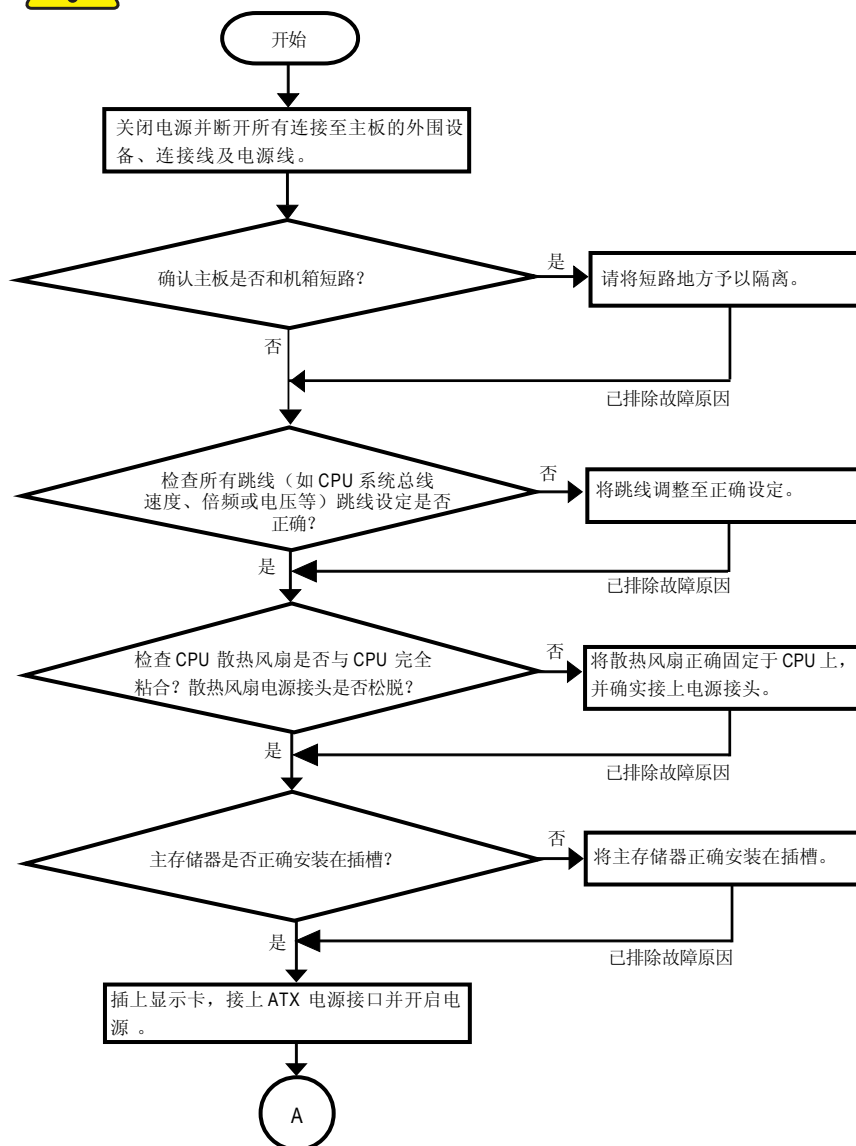 开始
关闭电源并断开所有连接至主板的外围设
备、连接线及电源线。
确认主板是否和机箱短路？
是
请将短路地方予以隔离。
否
已排除故障原因
检查所有跳线（如 CPU 系统总线
速度、倍频或电压等）跳线设定是否
正确？
否
将跳线调整至正确设定。
是
已排除故障原因
检查 CPU 散热风扇是否与 CPU 完全
粘合？散热风扇电源接头是否松脱？
否
将散热风扇正确固定于 CPU 上，
并确实接上电源接头。
是
已排除故障原因
主存储器是否正确安装在插槽？
否
将主存储器正确安装在插槽。
是
已排除故障原因
插上显示卡，接上 ATX 电源接口并开启电
源 。
A